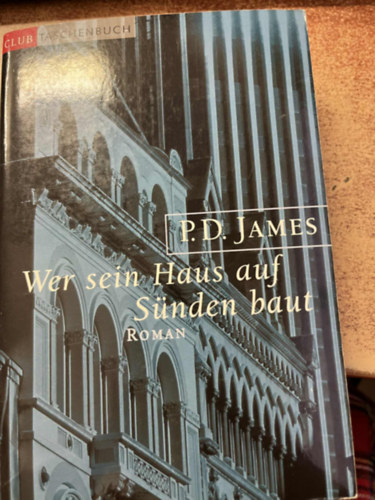 CLUB TASCHENBUCH
P.D. JAMES
Wer sein Haus auf
Sünden baut
ROMAN